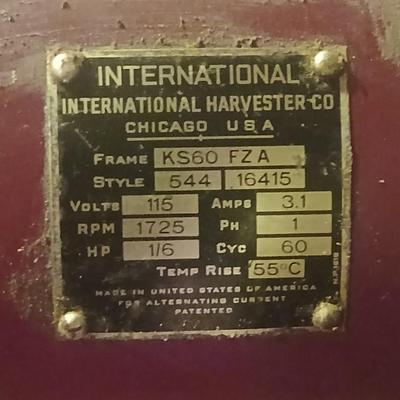 INTERNATIONAL
INTERNATIONAL HARVESTER CO
CHICAGO USA
FRAME KS60 FZA
STYLE 544 16415
VOLTS 115 AMPS 3.1
RPM 1725 PH 1
HP 1/6 CYC 60
TEMP RISE 55°C
MADE IN UNITED STATES OF AMERICA
FOR ALTERNATING CURRENT
PATENTED